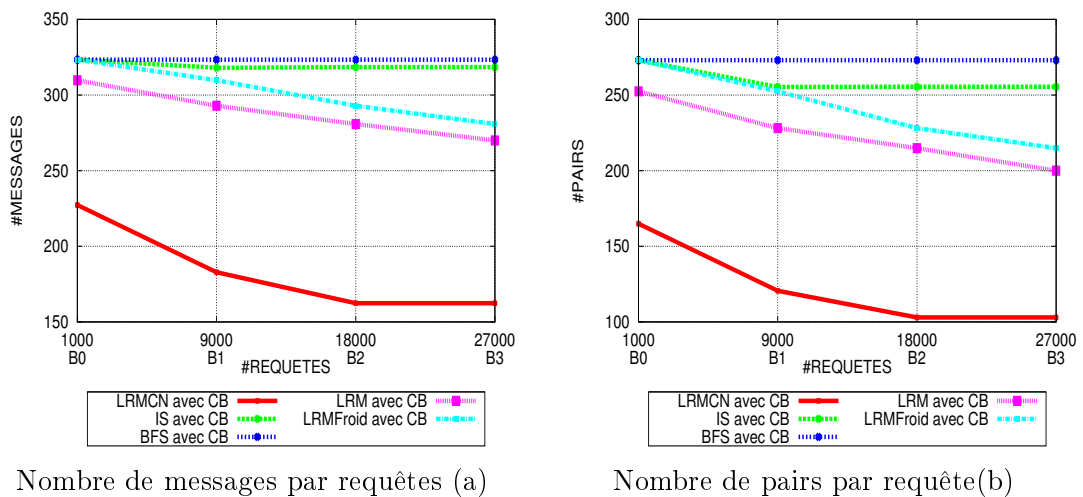 350
300
250
200
150
#MESSAGES
1000 9000 18000 27000
B0 B1 B2 B3
#REQUETES
LRMCN avec CB LRM avec CB
IS avec CB LRMFroid avec CB
BFS avec CB
Nombre de messages par requêtes (a)
300
250
200
150
100
#PAIRS
1000 9000 18000 27000
B0 B1 B2 B3
#REQUETES
LRMCN avec CB LRM avec CB
IS avec CB LRMFroid avec CB
BFS avec CB
Nombre de pairs par requête(b)